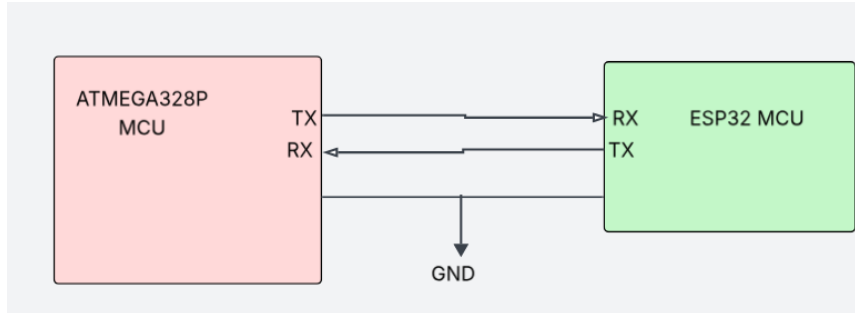 ATMEGA328P
MCU
TX
RX
RX
TX
ESP32 MCU
GND